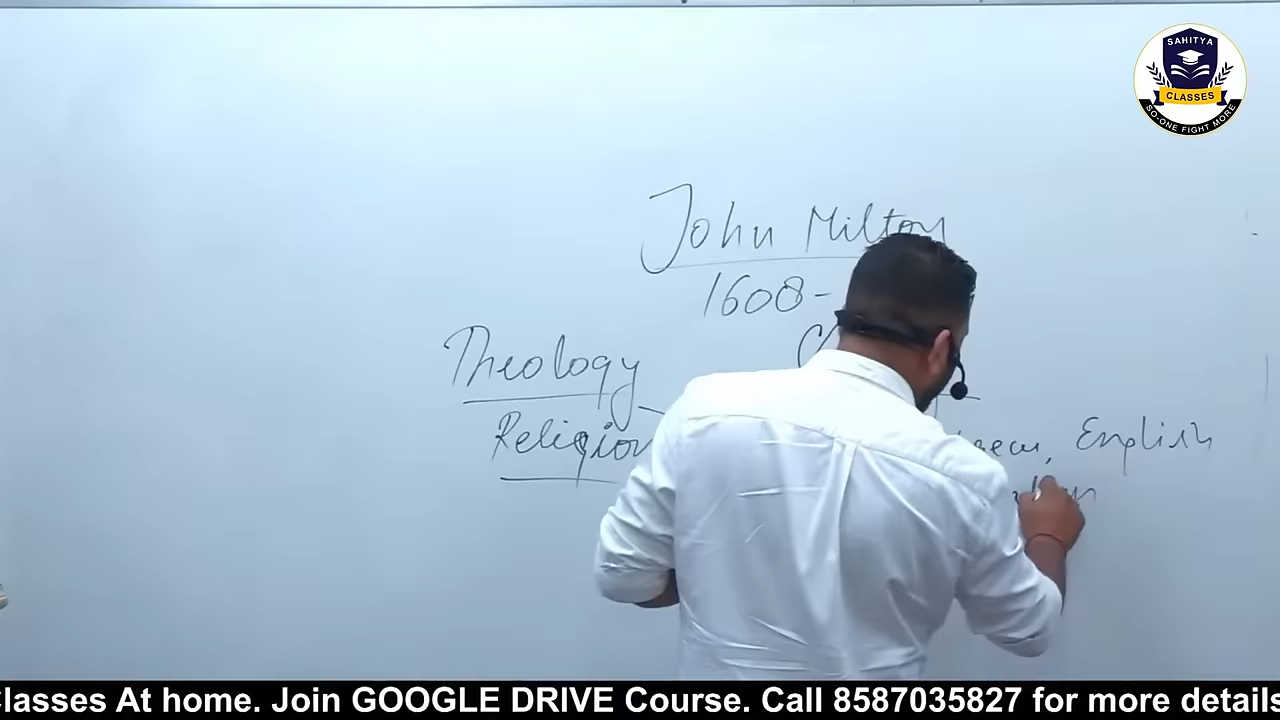 SAHITYA
CLASSES
SO-ONE FIGHT MORE
John Milton
1608-
Theology
Religion
English
Classes At home. Join GOOGLE DRIVE Course. Call 8587035827 for more details